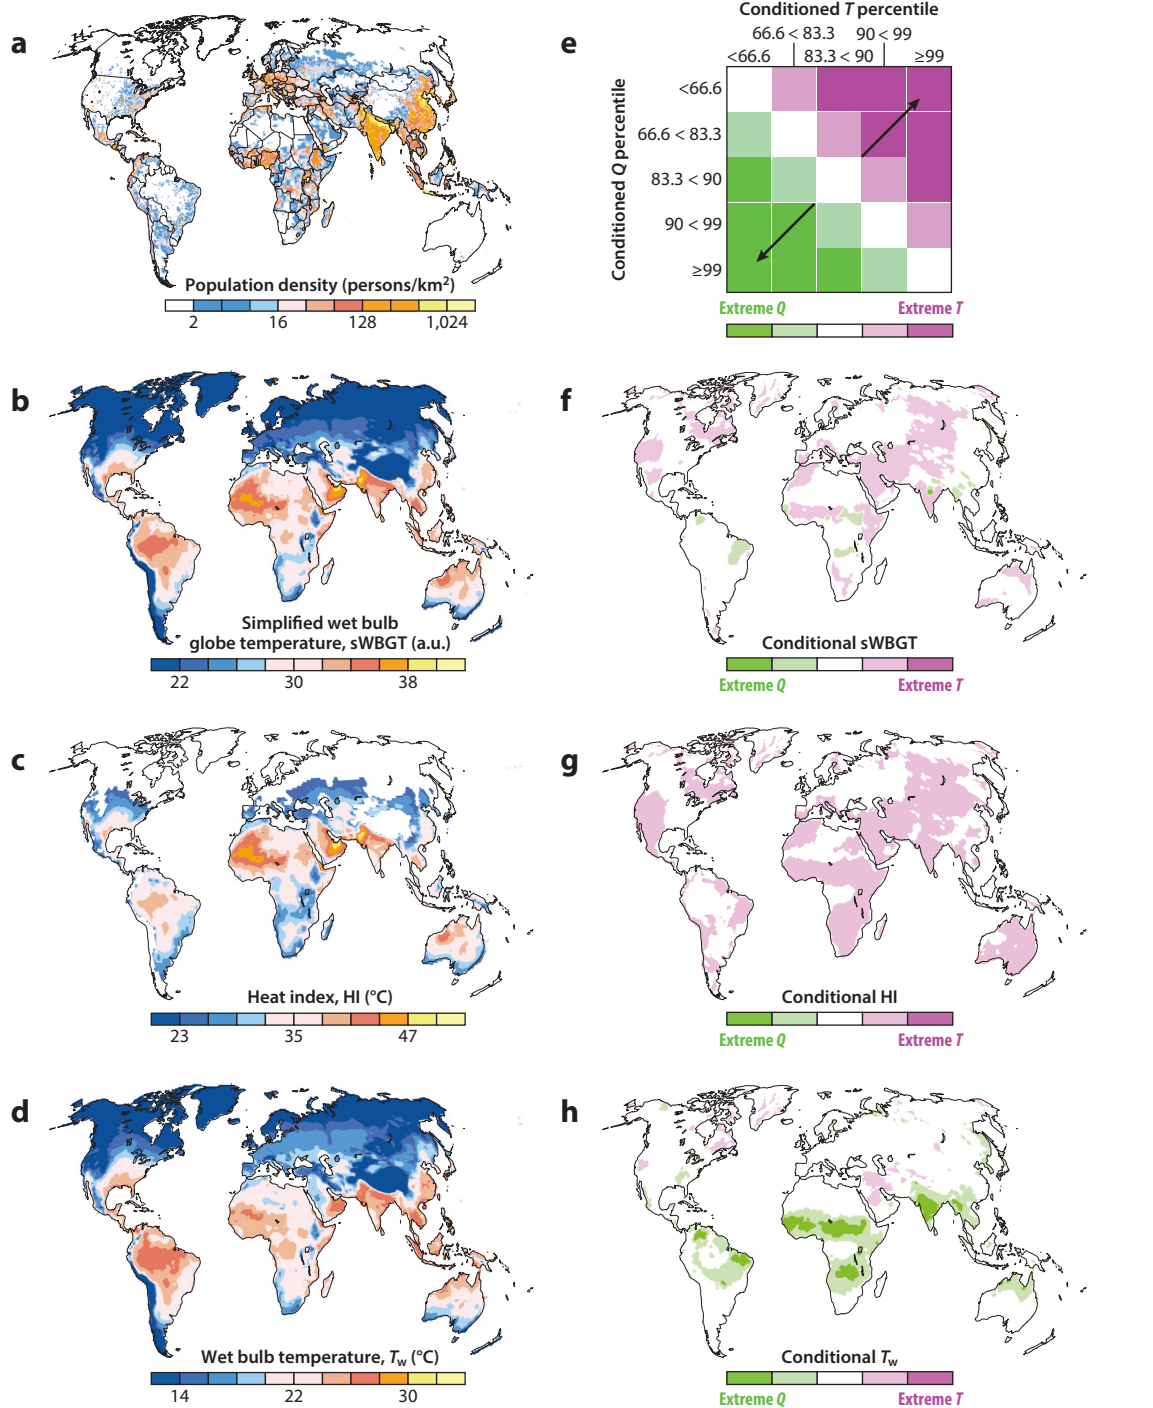 a
Population density (persons/km²)
2 16 128 1,024
b
Simplified wet bulb
globe temperature, sWBGT (a.u.)
22 30 38
c
Heat index, HI (°C)
23 35 47
d
Wet bulb temperature, Tw (°C)
14 22 30
e
Conditioned T percentile
66.6 < 83.3 90 < 99
<66.6 83.3 < 90 ≥99
Conditioned Q percentile
<66.6
66.6 < 83.3
83.3 < 90
90 < 99
≥99
Extreme Q Extreme T
f
Conditional sWBGT
Extreme Q Extreme T
g
Conditional HI
Extreme Q Extreme T
h
Conditional Tw
Extreme Q Extreme T